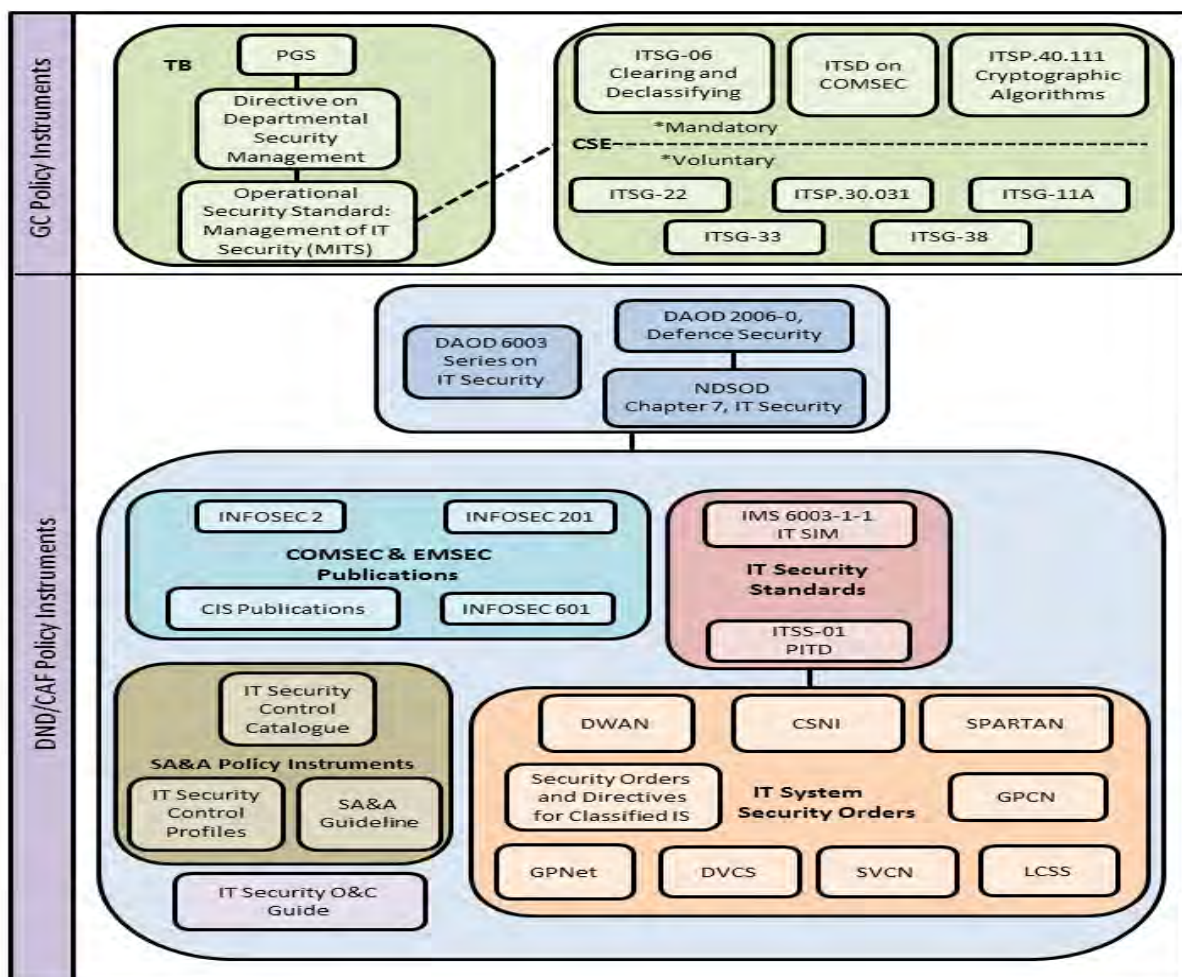 GC Policy Instruments
TB
PGS
Directive on
Departmental
Security
Management
Operational
Security Standard:
Management of IT
Security (MITS)
ITSG-06
Clearing and
Declassifying
ITSD on
COMSEC
ITSP.40.111
Cryptographic
Algorithms
*Mandatory
CSE
*Voluntary
ITSG-22
ITSP.30.031
ITSG-11A
ITSG-33
ITSG-38
DND/CAF Policy Instruments
DAOD 6003
Series on
IT Security
DAOD 2006-0,
Defence Security
NDSOD
Chapter 7, IT Security
INFOSEC 2
INFOSEC 201
COMSEC & EMSEC
Publications
CIS Publications
INFOSEC 601
IMS 6003-1-1
IT SIM
IT Security
Standards
ITSS-01
PITD
IT Security
Control
Catalogue
SA&A Policy Instruments
IT Security
Control
Profiles
SA&A
Guideline
IT Security O&C
Guide
DWAN
CSNI
SPARTAN
Security Orders
and Directives
for Classified IS
IT System
Security Orders
GPCN
GPNet
DVCS
SVCN
LCSS